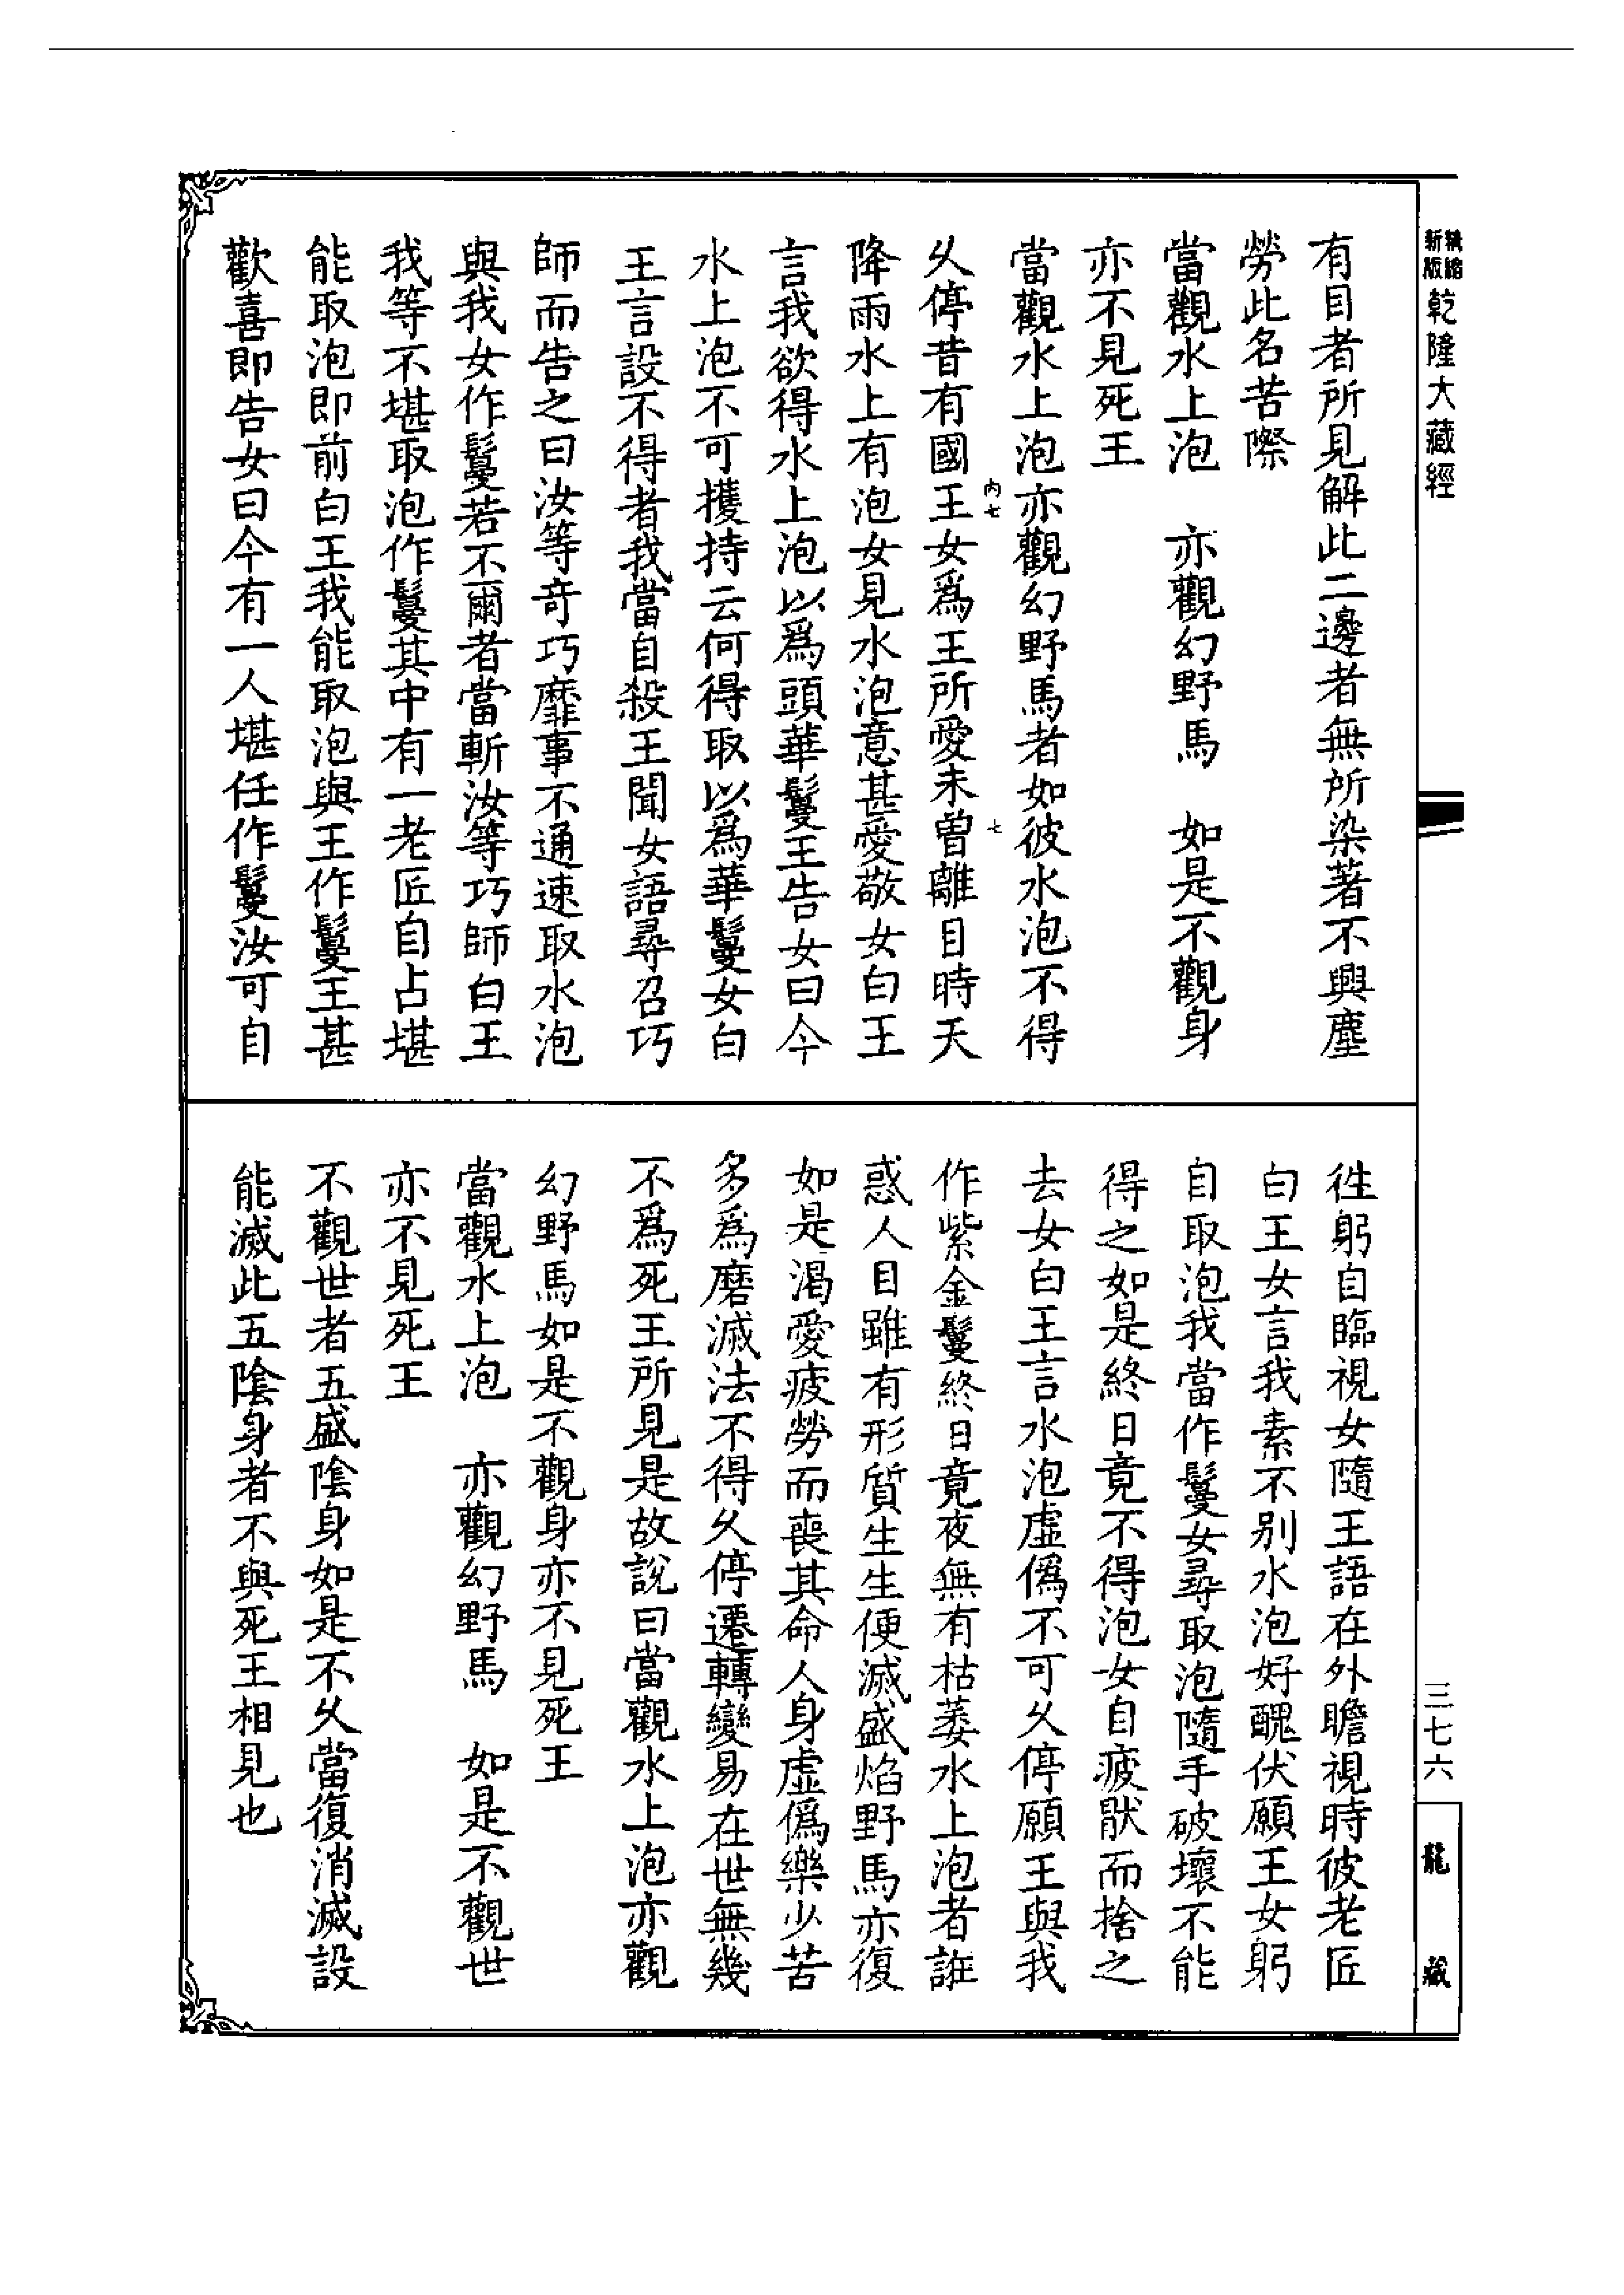 精縮新版乾隆大藏經
有目者所見解此二邊者無所染著不興塵
勞此名苦際
當觀水上泡　亦觀幻野馬　如是不觀身
亦不見死王
當觀水上泡亦觀幻野馬者如彼水泡不得
久停昔有國王女為王所愛未曾離目時天
内七
七
降雨水上有泡女見水泡意甚愛敬女白王
言我欲得水上泡以為頭華鬘王告女曰今
水上泡不可擭持云何得取以為華鬘女白
王言設不得者我當自殺王聞女語尋召巧
師而告之曰汝等奇巧靡事不通速取水泡
與我女作鬘若不爾者當斬汝等巧師白王
我等不堪取泡作鬘其中有一老匠自占堪
能取泡即前白王我能取泡與王作鬘王甚
歡喜即告女曰今有一人堪任作鬘汝可自
徃躬自臨視女隨王語在外瞻視時彼老匠
白王女言我素不別水泡好醜伏願王女躬
自取泡我當作鬘女尋取泡隨手破壞不能
得之如是終日竟不得泡女自疲猒而捨之
去女白王言水泡虛偽不可久停願王與我
作紫金鬘終日竟夜無有枯萎水上泡者誑
惑人目雖有形質生生便滅盛焰野馬亦復
如是渴愛疲勞而喪其命人身虛偽樂少苦
多為磨滅法不得久停遷轉變易在世無幾
不為死王所見是故說曰當觀水上泡亦觀
幻野馬如是不觀身亦不見死王
當觀水上泡　亦觀幻野馬　如是不觀世
亦不見死王
不觀世者五盛陰身如是不久當復消滅設
能滅此五陰身者不與死王相見也
三七六
龍藏